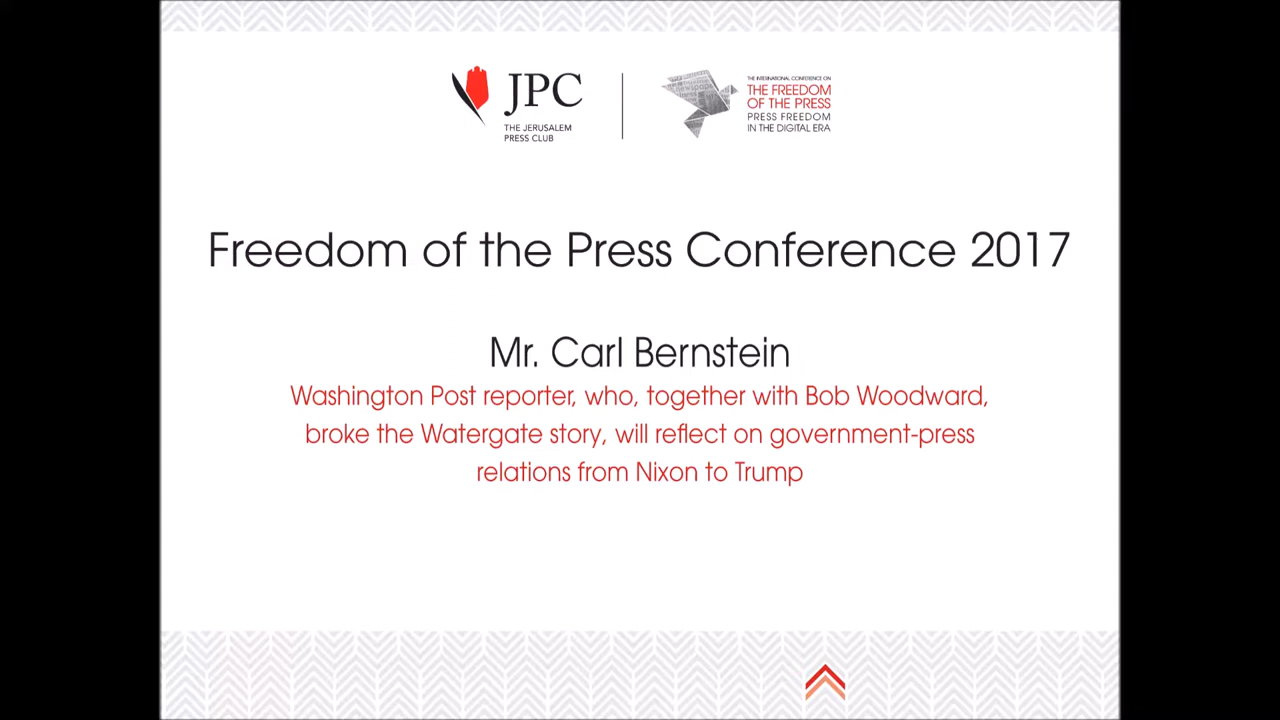 JPC
THE JERUSALEM
PRESS CLUB
THE INTERNATIONAL CONFERENCE ON
THE FREEDOM
OF THE PRESS
PRESS FREEDOM
IN THE DIGITAL ERA
Freedom of the Press Conference 2017
Mr. Carl Bernstein
Washington Post reporter, who, together with Bob Woodward,
broke the Watergate story, will reflect on government-press
relations from Nixon to Trump